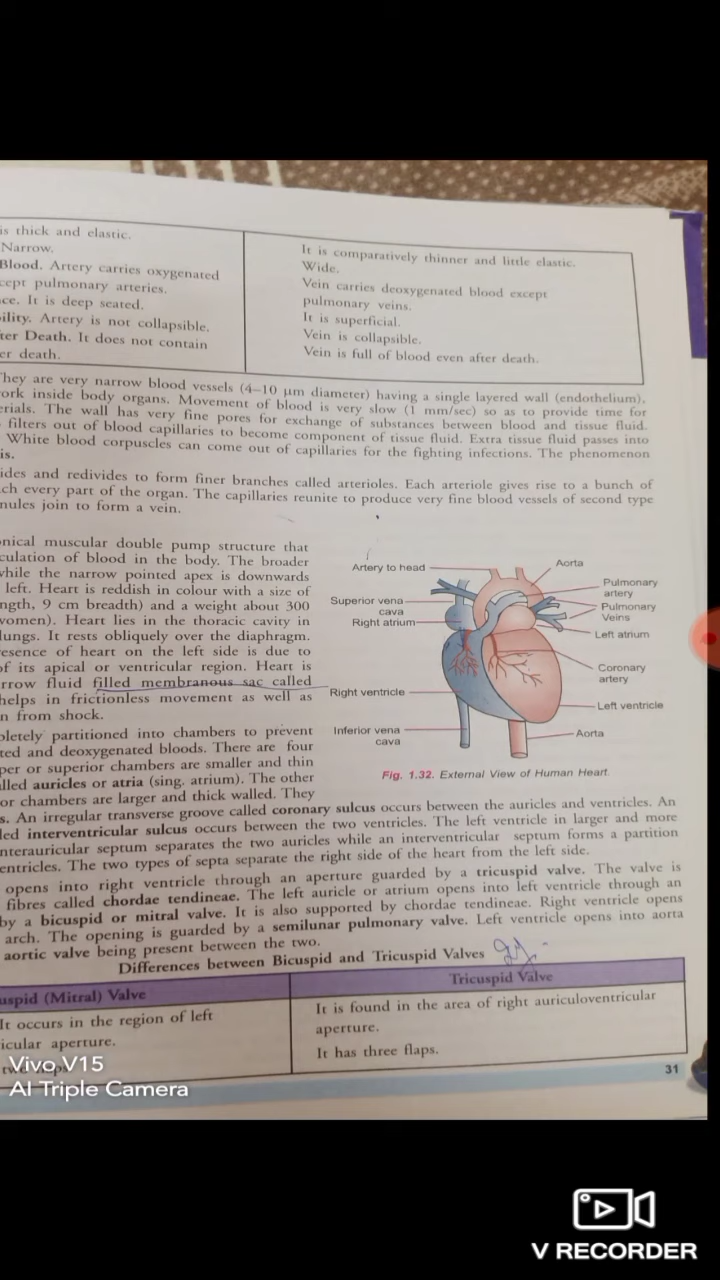 is thick and elastic.
Narrow.
Blood. Artery carries oxygenated
cept pulmonary arteries.
ce. It is deep seated.
ility. Artery is not collapsible.
ter Death. It does not contain
er death.
It is comparatively thinner and little elastic.
Wide.
Vein carries deoxygenated blood except
pulmonary veins.
It is superficial.
Vein is collapsible.
Vein is full of blood even after death.
They are very narrow blood vessels (4–10 µm diameter) having a single layered wall (endothelium).
ork inside body organs. Movement of blood is very slow (1 mm/sec) so as to provide time for
erials. The wall has very fine pores for exchange of substances between blood and tissue fluid.
filters out of blood capillaries to become component of tissue fluid. Extra tissue fluid passes into
White blood corpuscles can come out of capillaries for the fighting infections. The phenomenon
is.
ides and redivides to form finer branches called arterioles. Each arteriole gives rise to a bunch of
ch every part of the organ. The capillaries reunite to produce very fine blood vessels of second type
nules join to form a vein.
onical muscular double pump structure that
culation of blood in the body. The broader
while the narrow pointed apex is downwards
left. Heart is reddish in colour with a size of
ngth, 9 cm breadth) and a weight about 300
women). Heart lies in the thoracic cavity in
lungs. It rests obliquely over the diaphragm.
esence of heart on the left side is due to
of its apical or ventricular region. Heart is
rrow fluid filled membranous sac called
helps in frictionless movement as well as
n from shock.
pletely partitioned into chambers to prevent
ted and deoxygenated bloods. There are four
per or superior chambers are smaller and thin
lled auricles or atria (sing. atrium). The other
or chambers are larger and thick walled. They
Artery to head
Superior vena
cava
Right atrium
Right ventricle
Inferior vena
cava
Aorta
Pulmonary
artery
Pulmonary
Veins
Left atrium
Coronary
artery
Left ventricle
Aorta
Fig. 1.32. External View of Human Heart.
s. An irregular transverse groove called coronary sulcus occurs between the auricles and ventricles. An
led interventricular sulcus occurs between the two ventricles. The left ventricle in larger and more
nterauricular septum separates the two auricles while an interventricular septum forms a partition
entricles. The two types of septa separate the right side of the heart from the left side.
opens into right ventricle through an aperture guarded by a tricuspid valve. The valve is
fibres called chordae tendineae. The left auricle or atrium opens into left ventricle through an
by a bicuspid or mitral valve. It is also supported by chordae tendineae. Right ventricle opens
arch. The opening is guarded by a semilunar pulmonary valve. Left ventricle opens into aorta
aortic valve being present between the two.
Differences between Bicuspid and Tricuspid Valves
uspid (Mitral) Valve
Tricuspid Valve
It occurs in the region of left
icular aperture.
It is found in the area of right auriculoventricular
aperture.
It has three flaps.
31
Vivo V15
AI Triple Camera
V RECORDER